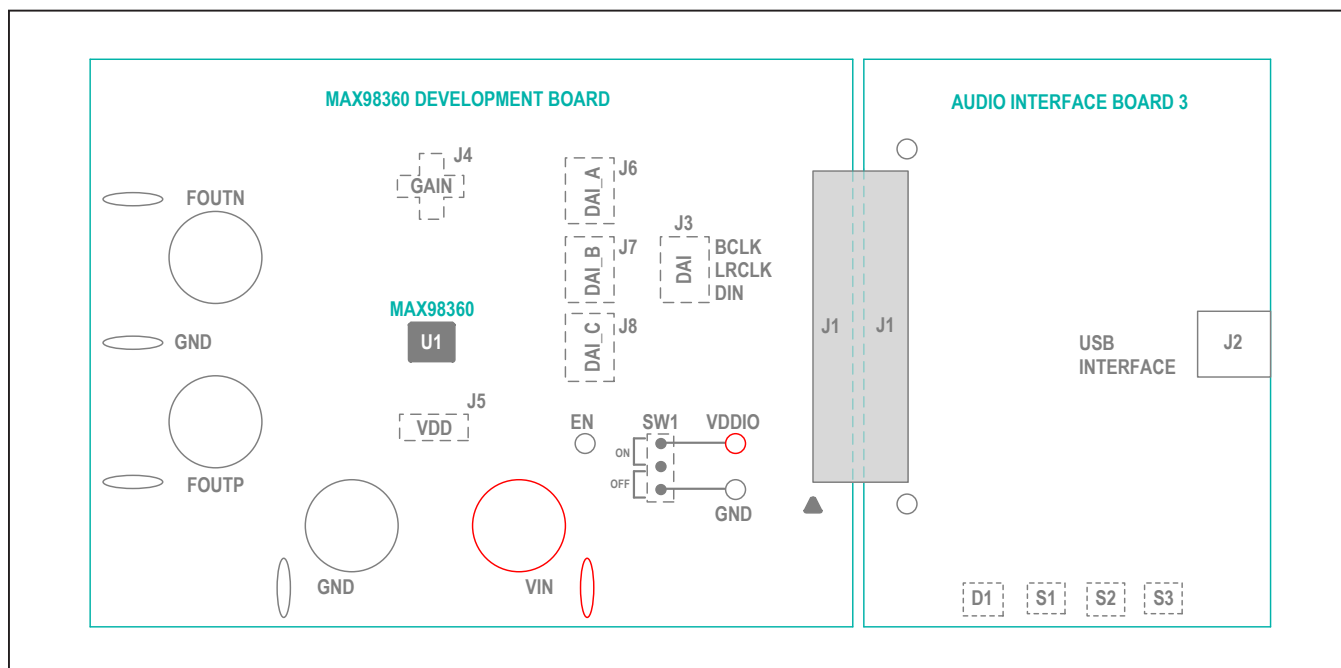 MAX98360 DEVELOPMENT BOARD
AUDIO INTERFACE BOARD 3
J4
GAIN
J6
DAI_A
FOUTN
J3
J7
DAI_B
DAI
BCLK
LRCLK
DIN
MAX98360
U1
J8
DAI_C
GND
J1
J1
USB
INTERFACE
J2
J5
VDD
EN
SW1
VDDIO
ON
OFF
FOUTP
GND
GND
VIN
D1
S1
S2
S3